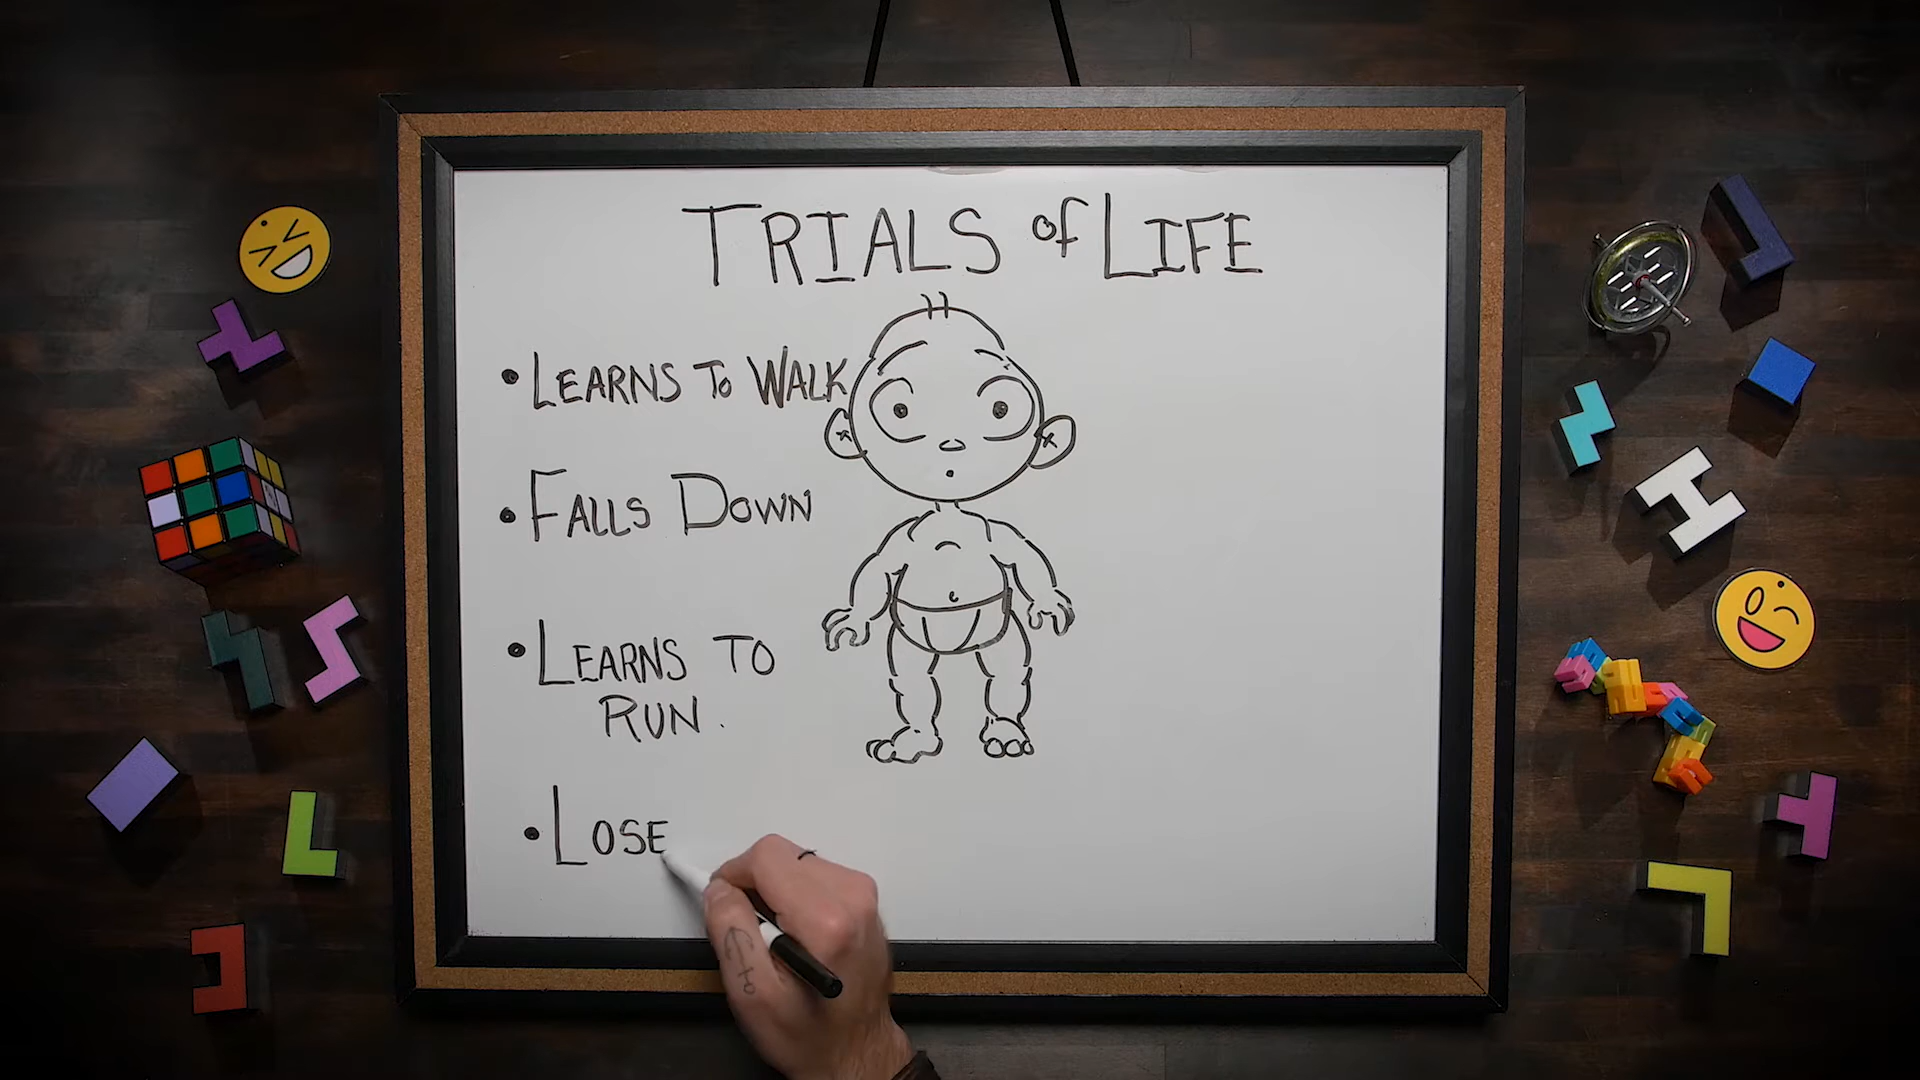 TRIALS of LIFE
• LEARNS TO WALK
• FALLS DOWN
• LEARNS TO
RUN.
• LOSE